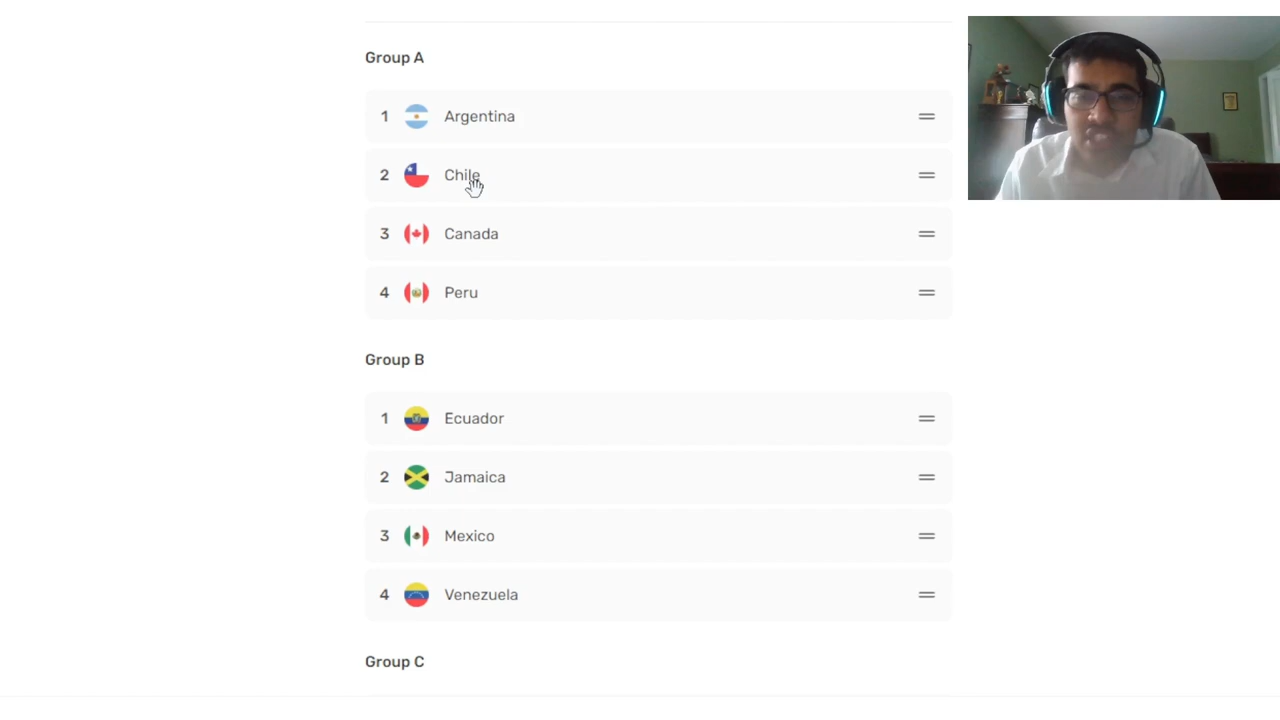 Group A
1 Argentina
2 Chile
3 Canada
4 Peru
Group B
1 Ecuador
2 Jamaica
3 Mexico
4 Venezuela
Group C